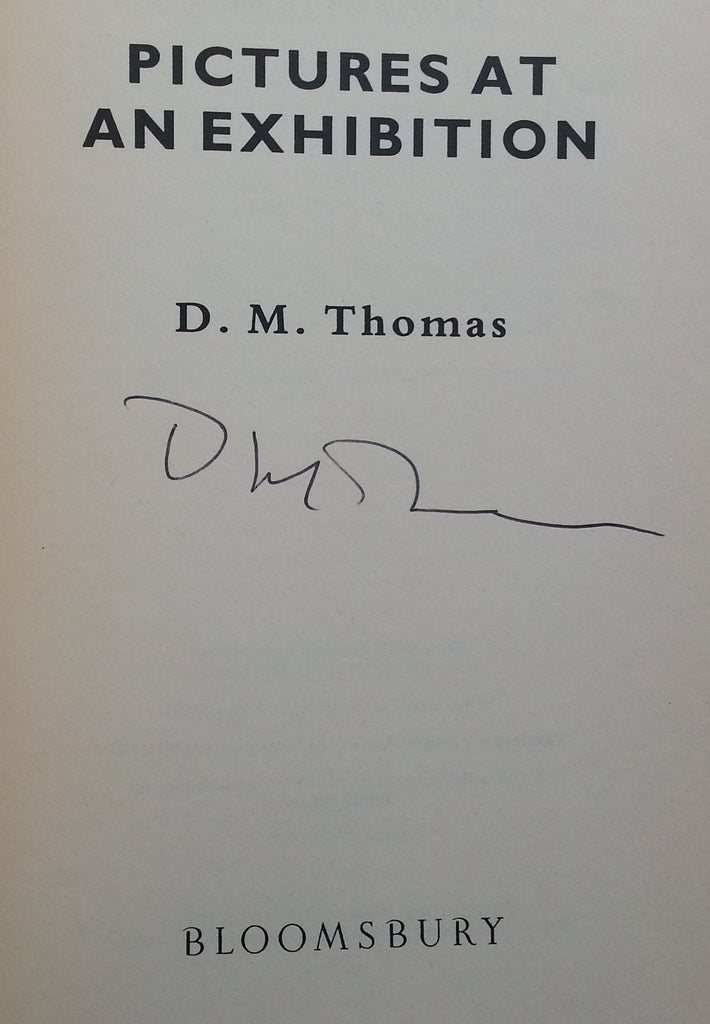 PICTURES AT
AN EXHIBITION
D. M. Thomas
BLOOMSBURY